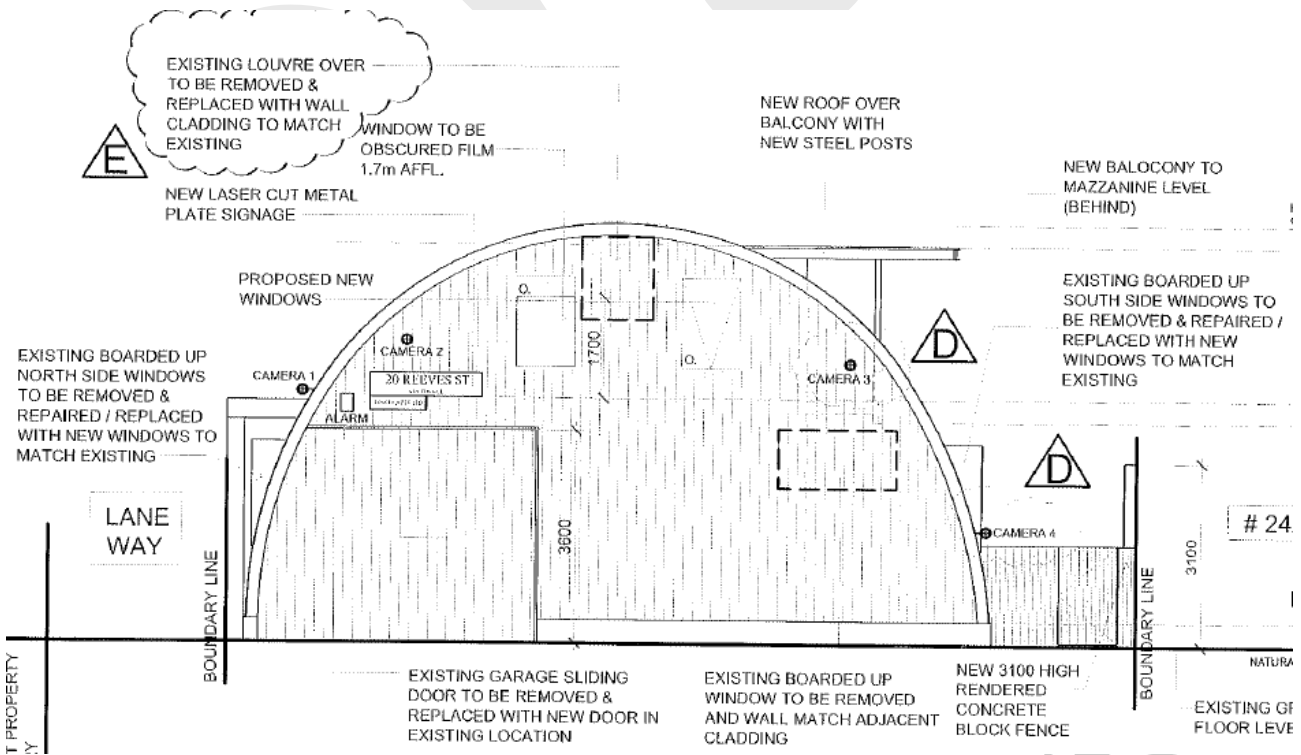 EXISTING LOUVRE OVER
TO BE REMOVED &
REPLACED WITH WALL
CLADDING TO MATCH
EXISTING
E
WINDOW TO BE
OBSCURED FILM
1.7m AFFL.
NEW LASER CUT METAL
PLATE SIGNAGE
PROPOSED NEW
WINDOWS
NEW ROOF OVER
BALCONY WITH
NEW STEEL POSTS
NEW BALOCONY TO
MAZZANINE LEVEL
(BEHIND)
EXISTING BOARDED UP
SOUTH SIDE WINDOWS TO
BE REMOVED & REPAIRED /
REPLACED WITH NEW
WINDOWS TO MATCH
EXISTING
D
D
EXISTING BOARDED UP
NORTH SIDE WINDOWS
TO BE REMOVED &
REPAIRED / REPLACED
WITH NEW WINDOWS TO
MATCH EXISTING
CAMERA 1
CAMERA 2
CAMERA 3
CAMERA 4
O.
O.
20 REEVES ST
ALARM
1700
3600
3100
LANE
WAY
# 24
BOUNDARY LINE
BOUNDARY LINE
T PROPERTY
EXISTING GARAGE SLIDING
DOOR TO BE REMOVED &
REPLACED WITH NEW DOOR IN
EXISTING LOCATION
EXISTING BOARDED UP
WINDOW TO BE REMOVED
AND WALL MATCH ADJACENT
CLADDING
NEW 3100 HIGH
RENDERED
CONCRETE
BLOCK FENCE
NATURA
EXISTING GR
FLOOR LEVE